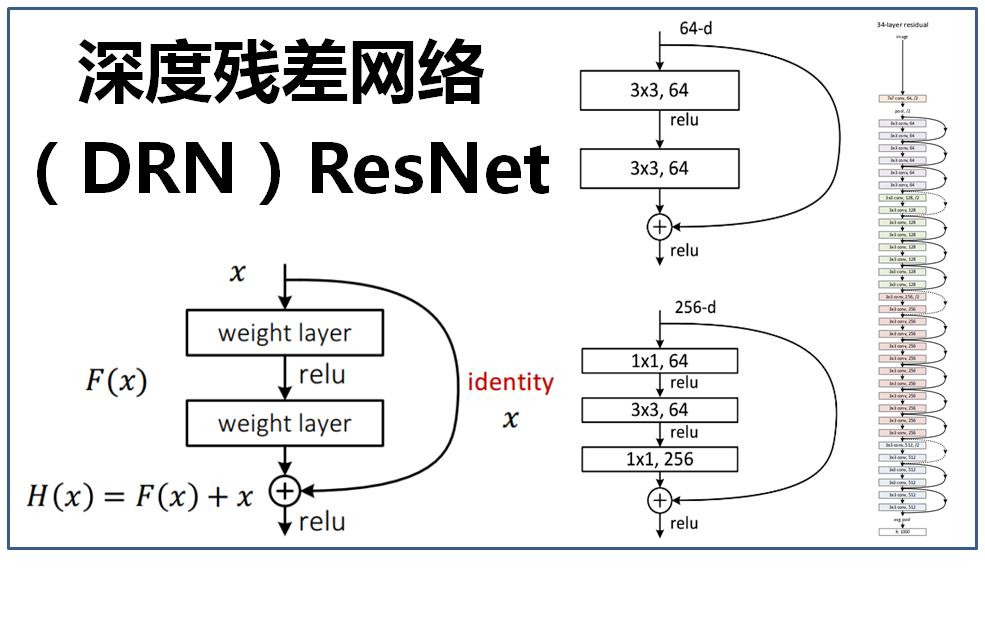 深度残差网络
（DRN）ResNet
x
weight layer
F(x)
relu
identity
x
weight layer
H(x) = F(x) + x
relu
64-d
3x3, 64
relu
3x3, 64
relu
256-d
1x1, 64
relu
3x3, 64
relu
1x1, 256
relu
34-layer residual
image
7x7 conv, 64, /2
pool, /2
3x3 conv, 64
3x3 conv, 64
3x3 conv, 64
3x3 conv, 64
3x3 conv, 64
3x3 conv, 64
3x3 conv, 128, /2
3x3 conv, 128
3x3 conv, 128
3x3 conv, 128
3x3 conv, 128
3x3 conv, 128
3x3 conv, 128
3x3 conv, 128
3x3 conv, 256, /2
3x3 conv, 256
3x3 conv, 256
3x3 conv, 256
3x3 conv, 256
3x3 conv, 256
3x3 conv, 256
3x3 conv, 256
3x3 conv, 256
3x3 conv, 256
3x3 conv, 256
3x3 conv, 256
3x3 conv, 512, /2
3x3 conv, 512
3x3 conv, 512
3x3 conv, 512
3x3 conv, 512
3x3 conv, 512
avg pool
fc 1000